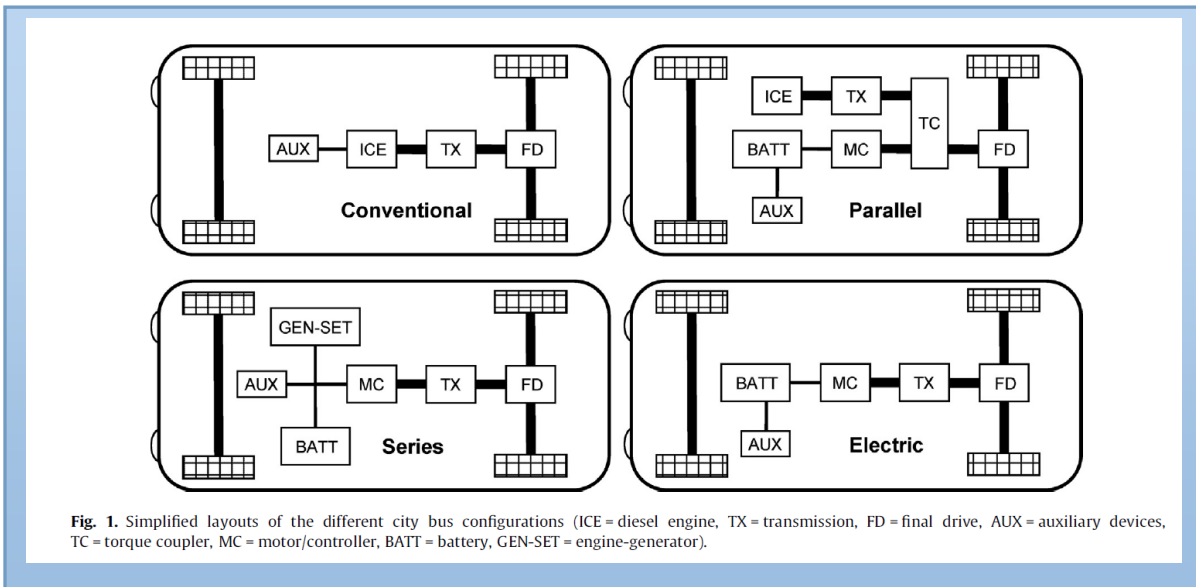 AUX ICE TX FD
Conventional
ICE TX
TC
BATT MC FD
AUX
Parallel
GEN-SET
AUX MC TX FD
BATT
Series
BATT MC TX FD
AUX
Electric
Fig. 1. Simplified layouts of the different city bus configurations (ICE = diesel engine, TX = transmission, FD = final drive, AUX = auxiliary devices,
TC = torque coupler, MC = motor/controller, BATT = battery, GEN-SET = engine-generator).